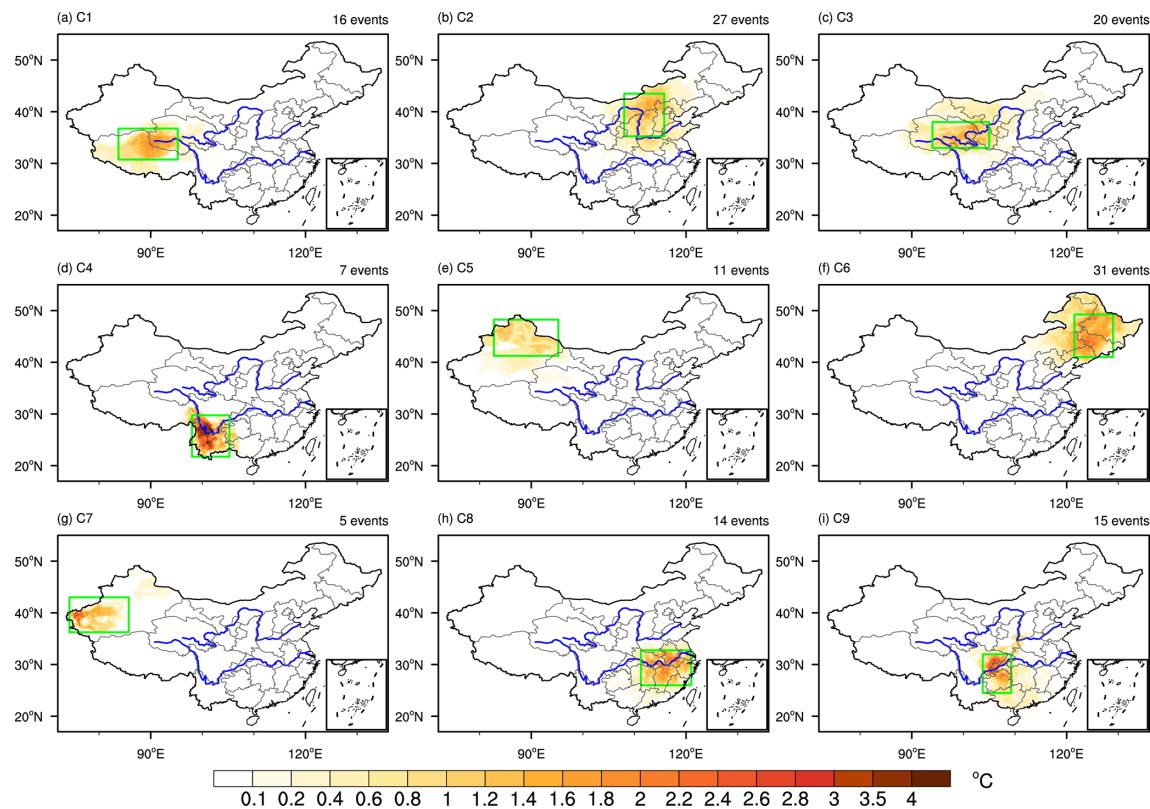 (a) C1 16 events (b) C2 27 events (c) C3 20 events
50°N 50°N 50°N
40°N 40°N 40°N
30°N 30°N 30°N
20°N 20°N 20°N
90°E 120°E 90°E 120°E 90°E 120°E
(d) C4 7 events (e) C5 11 events (f) C6 31 events
50°N 50°N 50°N
40°N 40°N 40°N
30°N 30°N 30°N
20°N 20°N 20°N
90°E 120°E 90°E 120°E 90°E 120°E
(g) C7 5 events (h) C8 14 events (i) C9 15 events
50°N 50°N 50°N
40°N 40°N 40°N
30°N 30°N 30°N
20°N 20°N 20°N
90°E 120°E 90°E 120°E 90°E 120°E
°C
0.1 0.2 0.4 0.6 0.8 1 1.2 1.4 1.6 1.8 2 2.2 2.4 2.6 2.8 3 3.5 4